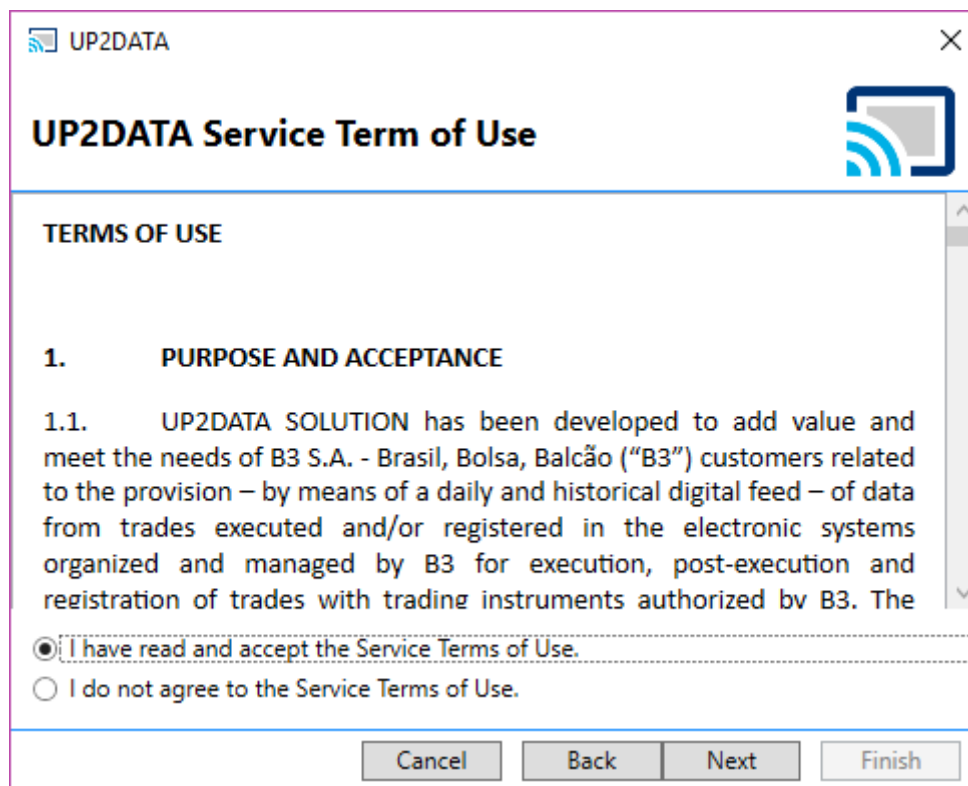 UP2DATA
UP2DATA Service Term of Use
TERMS OF USE
1. PURPOSE AND ACCEPTANCE
1.1. UP2DATA SOLUTION has been developed to add value and
meet the needs of B3 S.A. - Brasil, Bolsa, Balcão (“B3”) customers related
to the provision – by means of a daily and historical digital feed – of data
from trades executed and/or registered in the electronic systems
organized and managed by B3 for execution, post-execution and
registration of trades with trading instruments authorized by B3. The
I have read and accept the Service Terms of Use.
I do not agree to the Service Terms of Use.
Cancel Back Next Finish